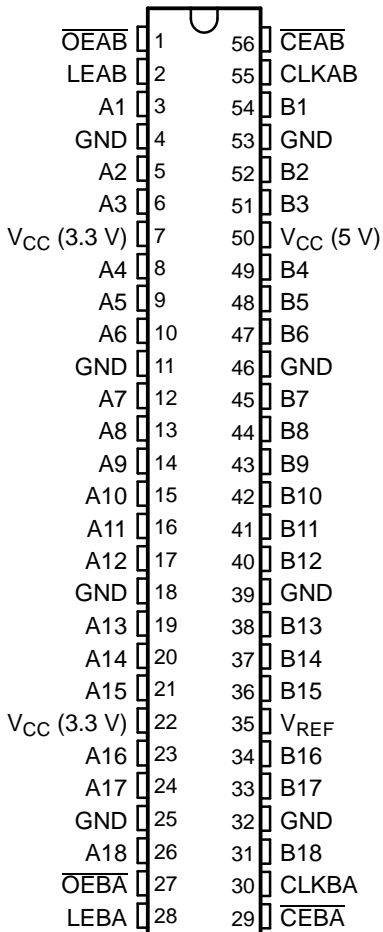 OEAB 1 56 CEAB
LEAB 2 55 CLKAB
A1 3 54 B1
GND 4 53 GND
A2 5 52 B2
A3 6 51 B3
VCC (3.3 V) 7 50 VCC (5 V)
A4 8 49 B4
A5 9 48 B5
A6 10 47 B6
GND 11 46 GND
A7 12 45 B7
A8 13 44 B8
A9 14 43 B9
A10 15 42 B10
A11 16 41 B11
A12 17 40 B12
GND 18 39 GND
A13 19 38 B13
A14 20 37 B14
A15 21 36 B15
VCC (3.3 V) 22 35 VREF
A16 23 34 B16
A17 24 33 B17
GND 25 32 GND
A18 26 31 B18
OEBA 27 30 CLKBA
LEBA 28 29 CEBA